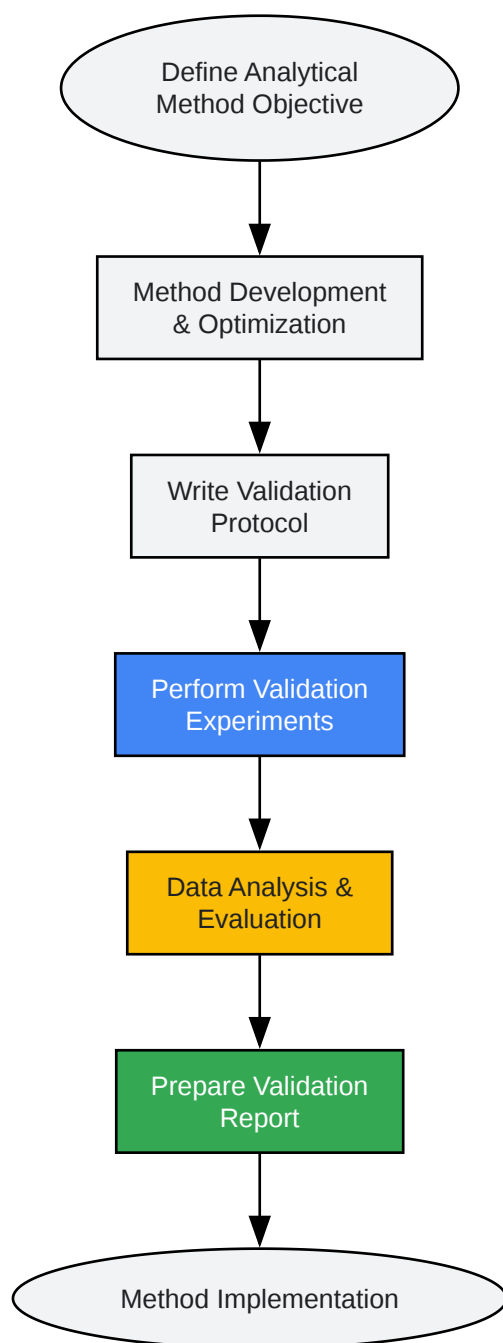 Define Analytical
Method Objective
Method Development
& Optimization
Write Validation
Protocol
Perform Validation
Experiments
Data Analysis &
Evaluation
Prepare Validation
Report
Method Implementation